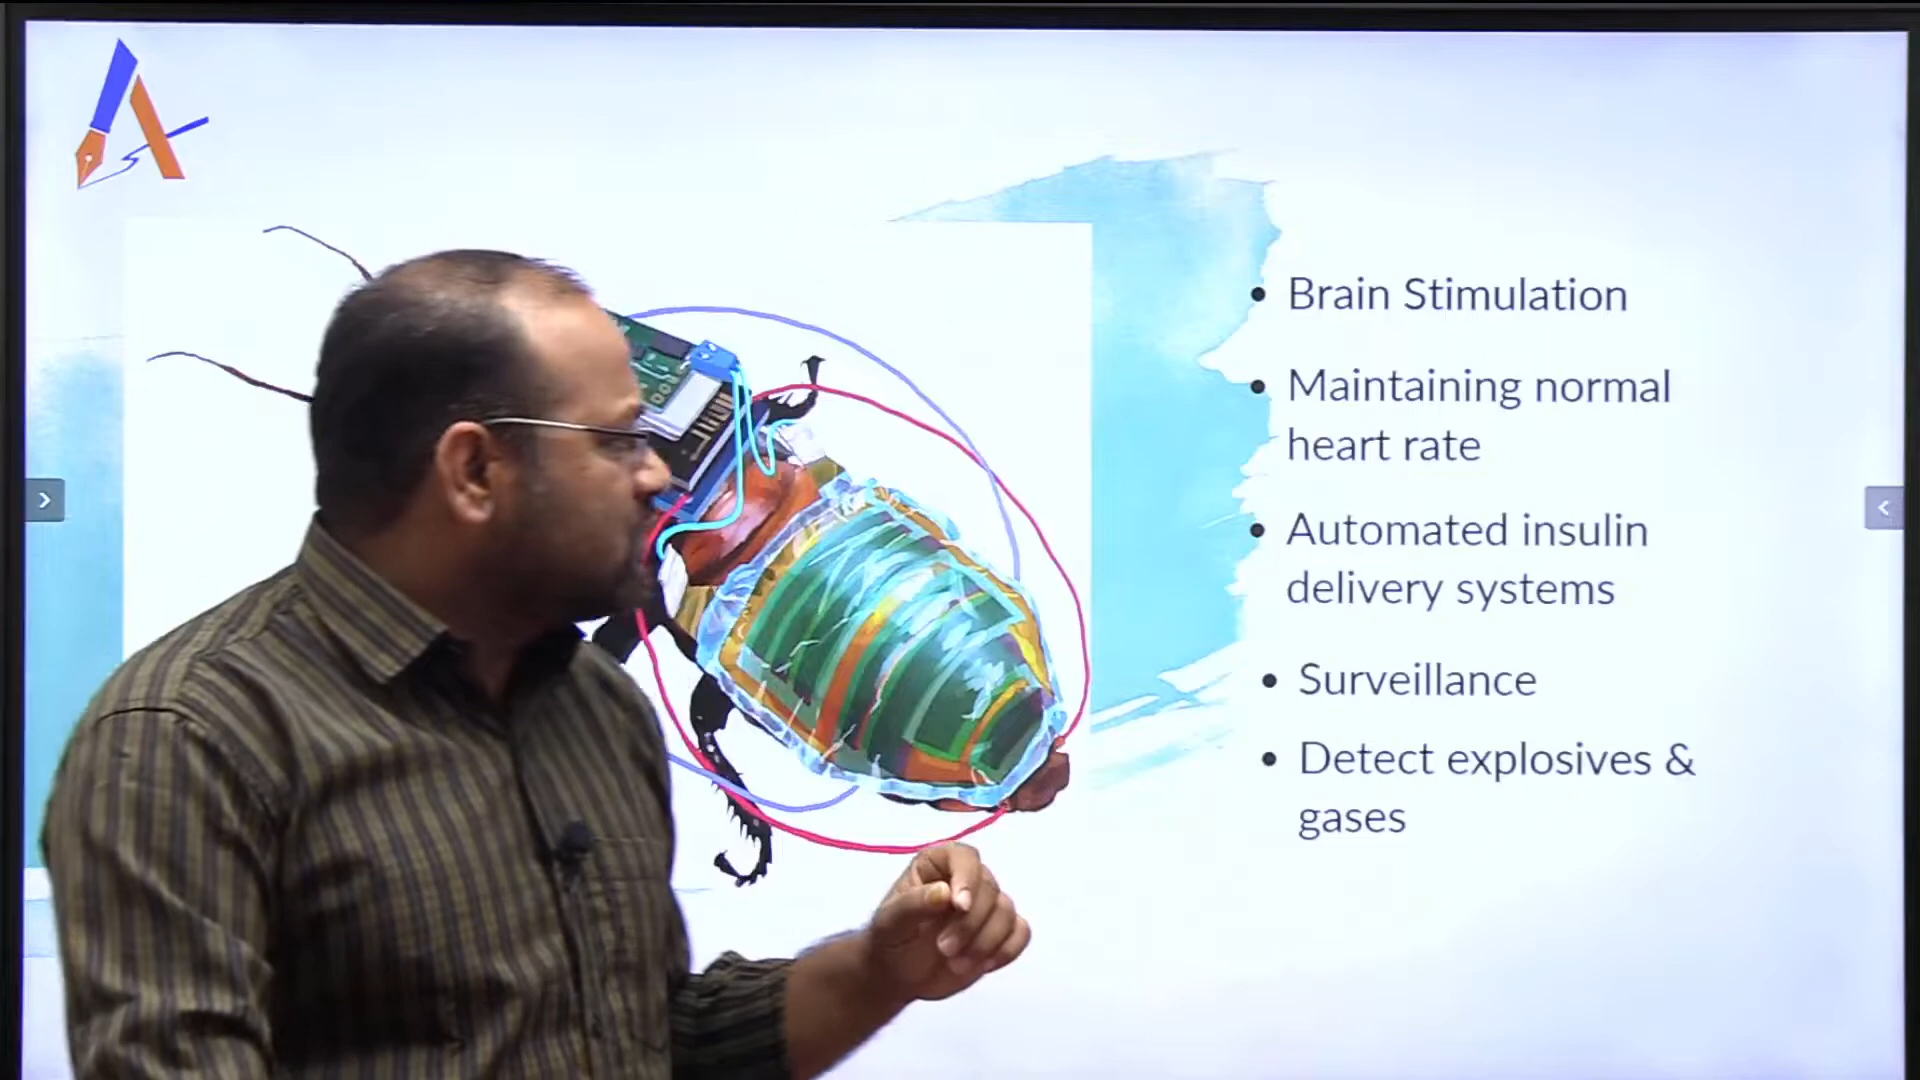 • Brain Stimulation
• Maintaining normal
heart rate
• Automated insulin
delivery systems
• Surveillance
• Detect explosives &
gases